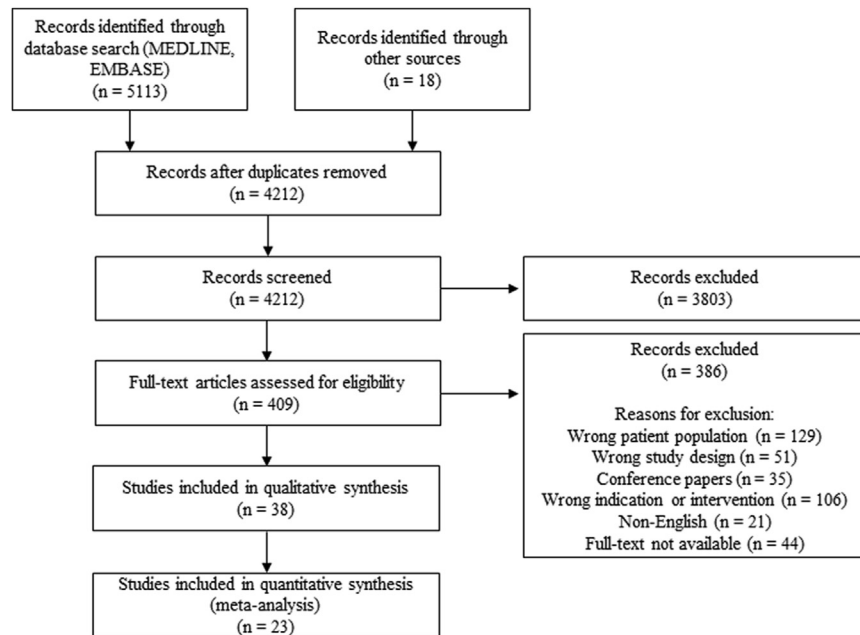 Records identified through
database search (MEDLINE,
EMBASE)
(n = 5113)
Records identified through
other sources
(n = 18)
Records after duplicates removed
(n = 4212)
Records screened
(n = 4212)
Records excluded
(n = 3803)
Full-text articles assessed for eligibility
(n = 409)
Records excluded
(n = 386)
Reasons for exclusion:
Wrong patient population (n = 129)
Wrong study design (n = 51)
Conference papers (n = 35)
Wrong indication or intervention (n = 106)
Non-English (n = 21)
Full-text not available (n = 44)
Studies included in qualitative synthesis
(n = 38)
Studies included in quantitative synthesis
(meta-analysis)
(n = 23)